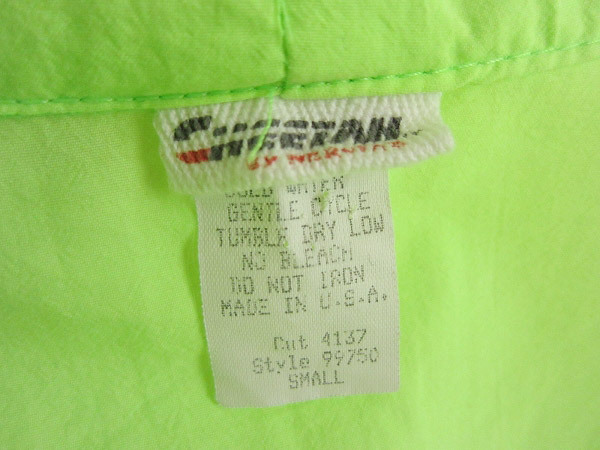 CHEETAH
COLD WATER
GENTLE CYCLE
TUMBLE DRY LOW
NO BLEACH
DO NOT IRON
MADE IN U.S.A.
Cut 4137
Style 99750
SMALL